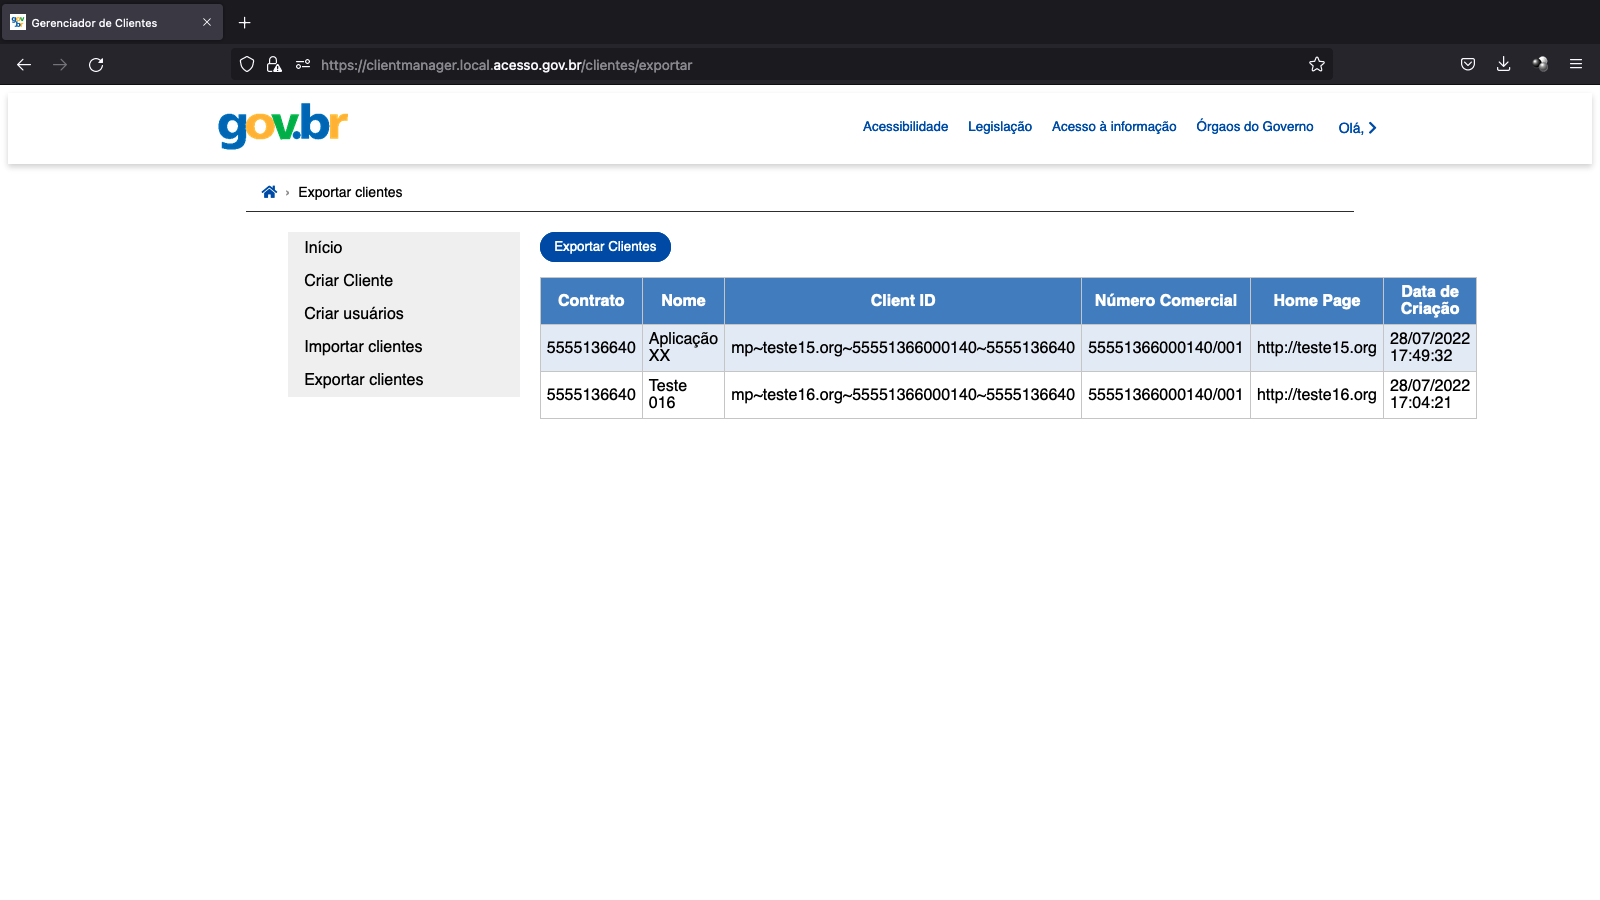 Gerenciador de Clientes
https://clientmanager.local.acesso.gov.br/clientes/exportar
gov.br
Acessibilidade Legislação Acesso à informação Órgaos do Governo Olá,
Exportar clientes
Início
Criar Cliente
Criar usuários
Importar clientes
Exportar clientes
Exportar Clientes
Contrato Nome Client ID Número Comercial Home Page Data de Criação
5555136640 Aplicação XX mp~teste15.org~55551366000140~5555136640 55551366000140/001 http://teste15.org 28/07/2022 17:49:32
5555136640 Teste 016 mp~teste16.org~55551366000140~5555136640 55551366000140/001 http://teste16.org 28/07/2022 17:04:21